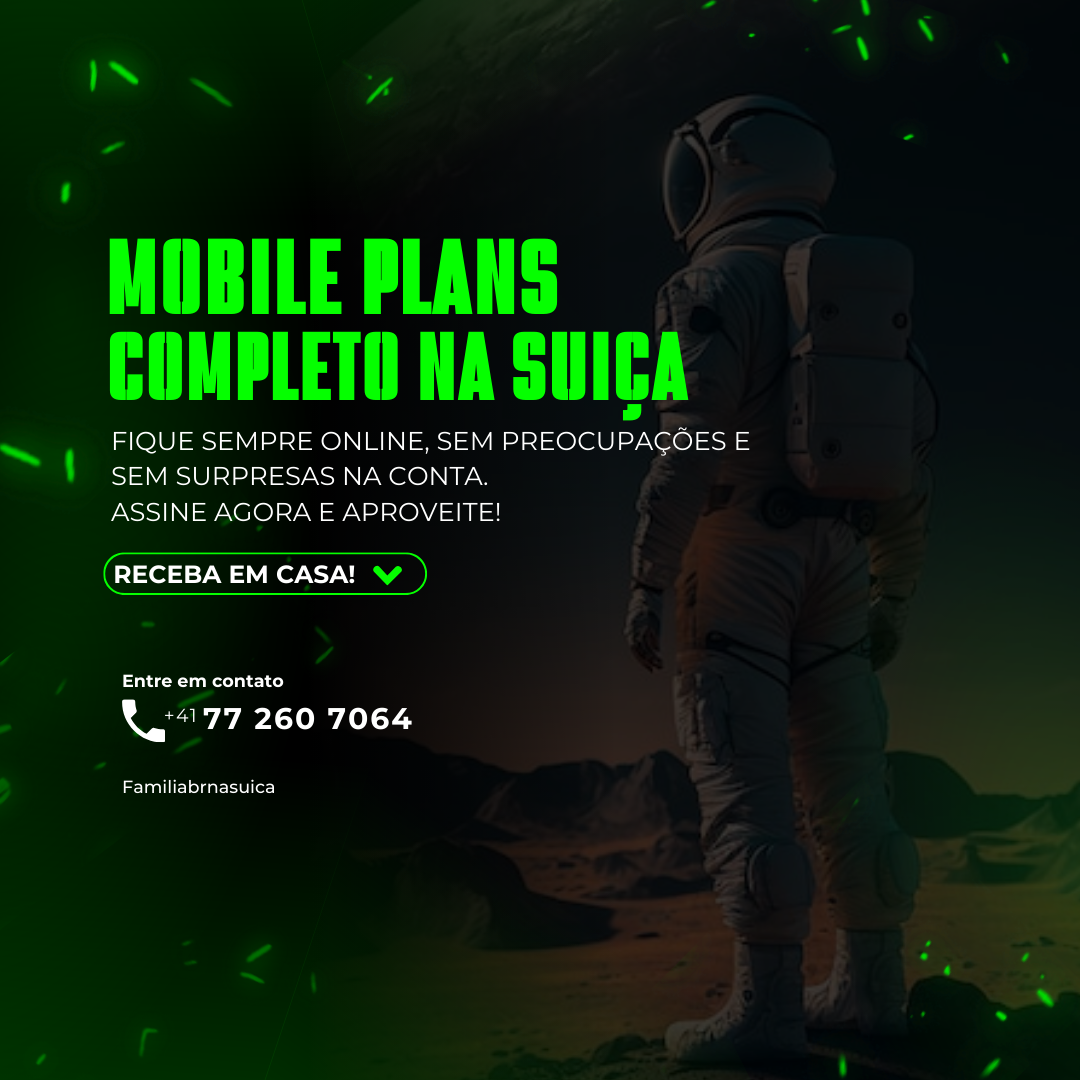 MOBILE PLANS
COMPLETO NA SUIÇA
FIQUE SEMPRE ONLINE, SEM PREOCUPAÇÕES E
SEM SURPRESAS NA CONTA.
ASSINE AGORA E APROVEITE!
RECEBA EM CASA!
Entre em contato
+41 77 260 7064
Familiabrnasuica